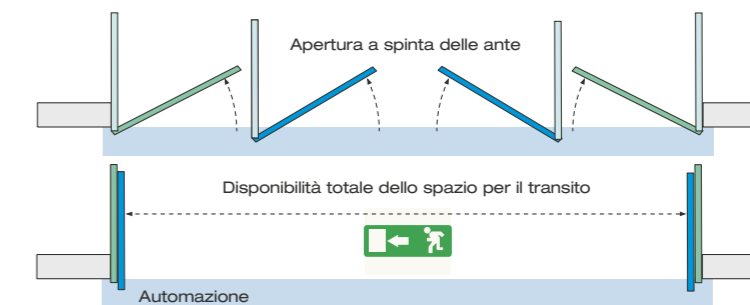 Apertura a spinta delle ante
Disponibilità totale dello spazio per il transito
Automazione